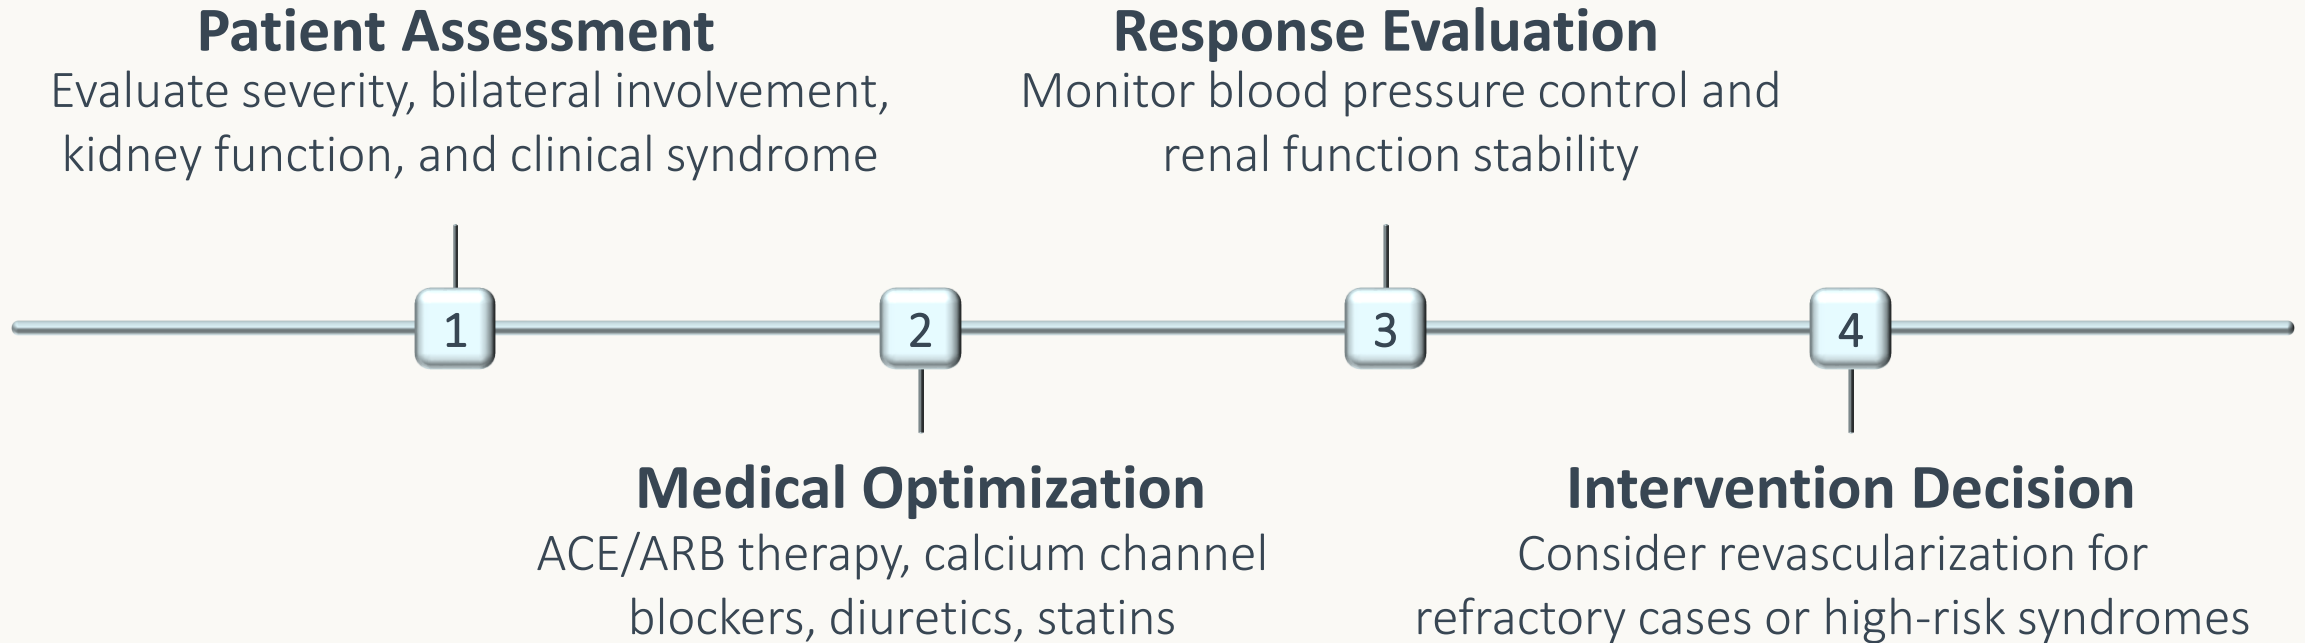 Patient Assessment
Evaluate severity, bilateral involvement,
kidney function, and clinical syndrome
Response Evaluation
Monitor blood pressure control and
renal function stability
1
2
3
4
Medical Optimization
ACE/ARB therapy, calcium channel
blockers, diuretics, statins
Intervention Decision
Consider revascularization for
refractory cases or high-risk syndromes